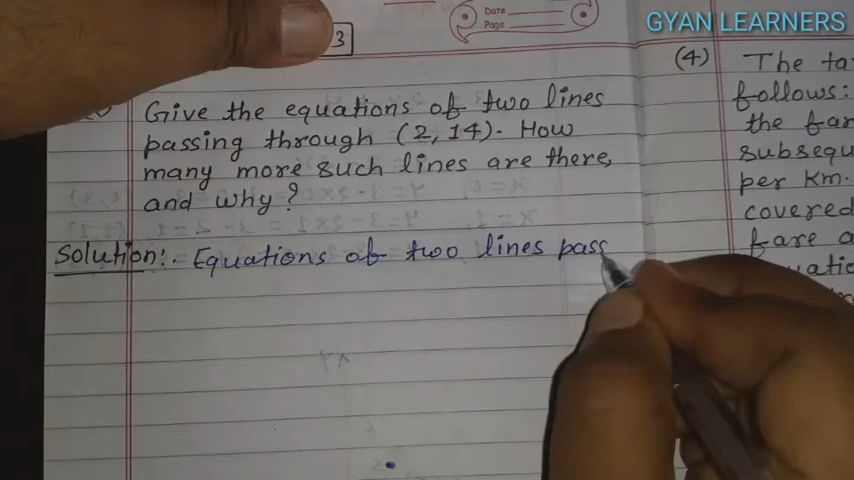 3
Date
Page
GYAN LEARNERS
Give the equations of two lines
passing through (2,14). How
many more such lines are there,
and why?
Solution:. Equations of two lines pass
(4) The ta
follows:
the far
subsequ
per Km.
covered
fare a
uatio